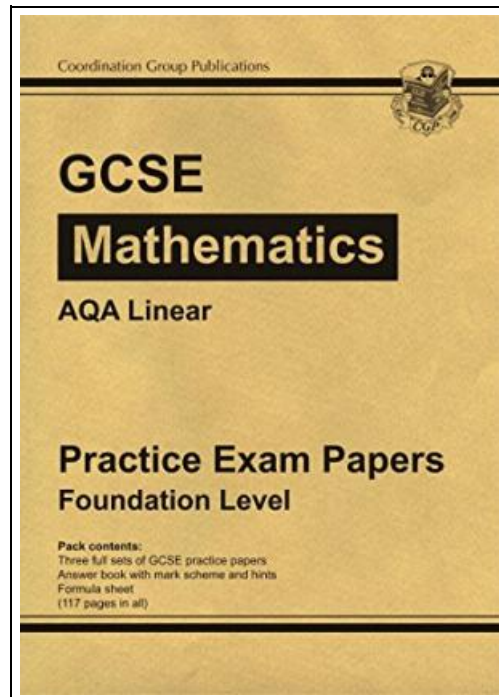 Coordination Group Publications
CGP
GCSE
Mathematics
AQA Linear
Practice Exam Papers
Foundation Level
Pack contents:
Three full sets of GCSE practice papers
Answer book with mark scheme and hints
Formula sheet
(117 pages in all)